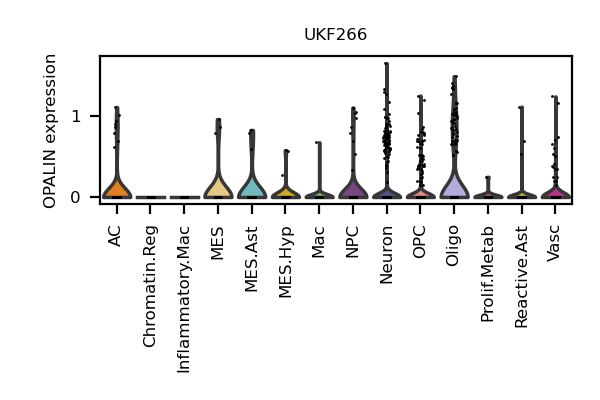 UKF266
OPALIN expression
1
0
AC
Chromatin.Reg
Inflammatory.Mac
MES
MES.Ast
MES.Hyp
Mac
NPC
Neuron
OPC
Oligo
Prolif.Metab
Reactive.Ast
Vasc